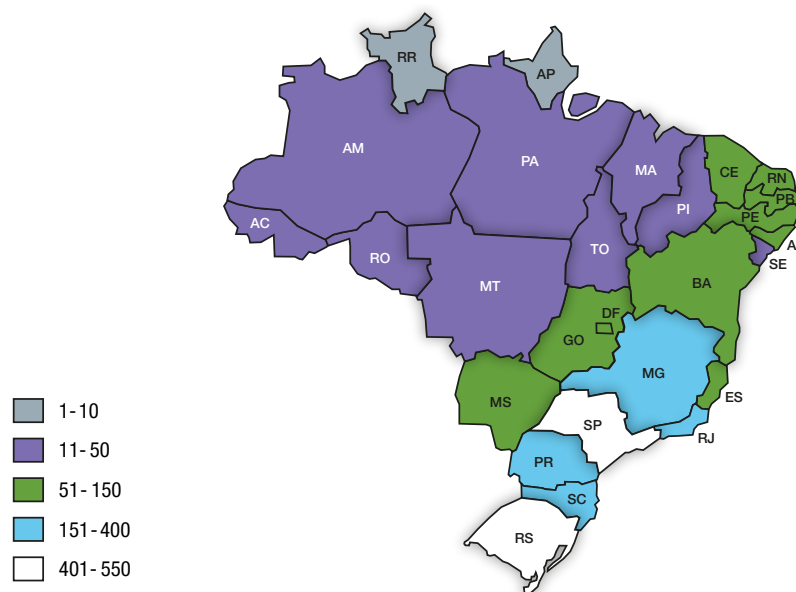 RR
AP
AM
PA
MA
CE
RN
PB
PI
PE
A
AC
RO
TO
SE
MT
BA
DF
GO
MG
MS
ES
SP
RJ
PR
SC
RS
1-10
11-50
51-150
151-400
401-550